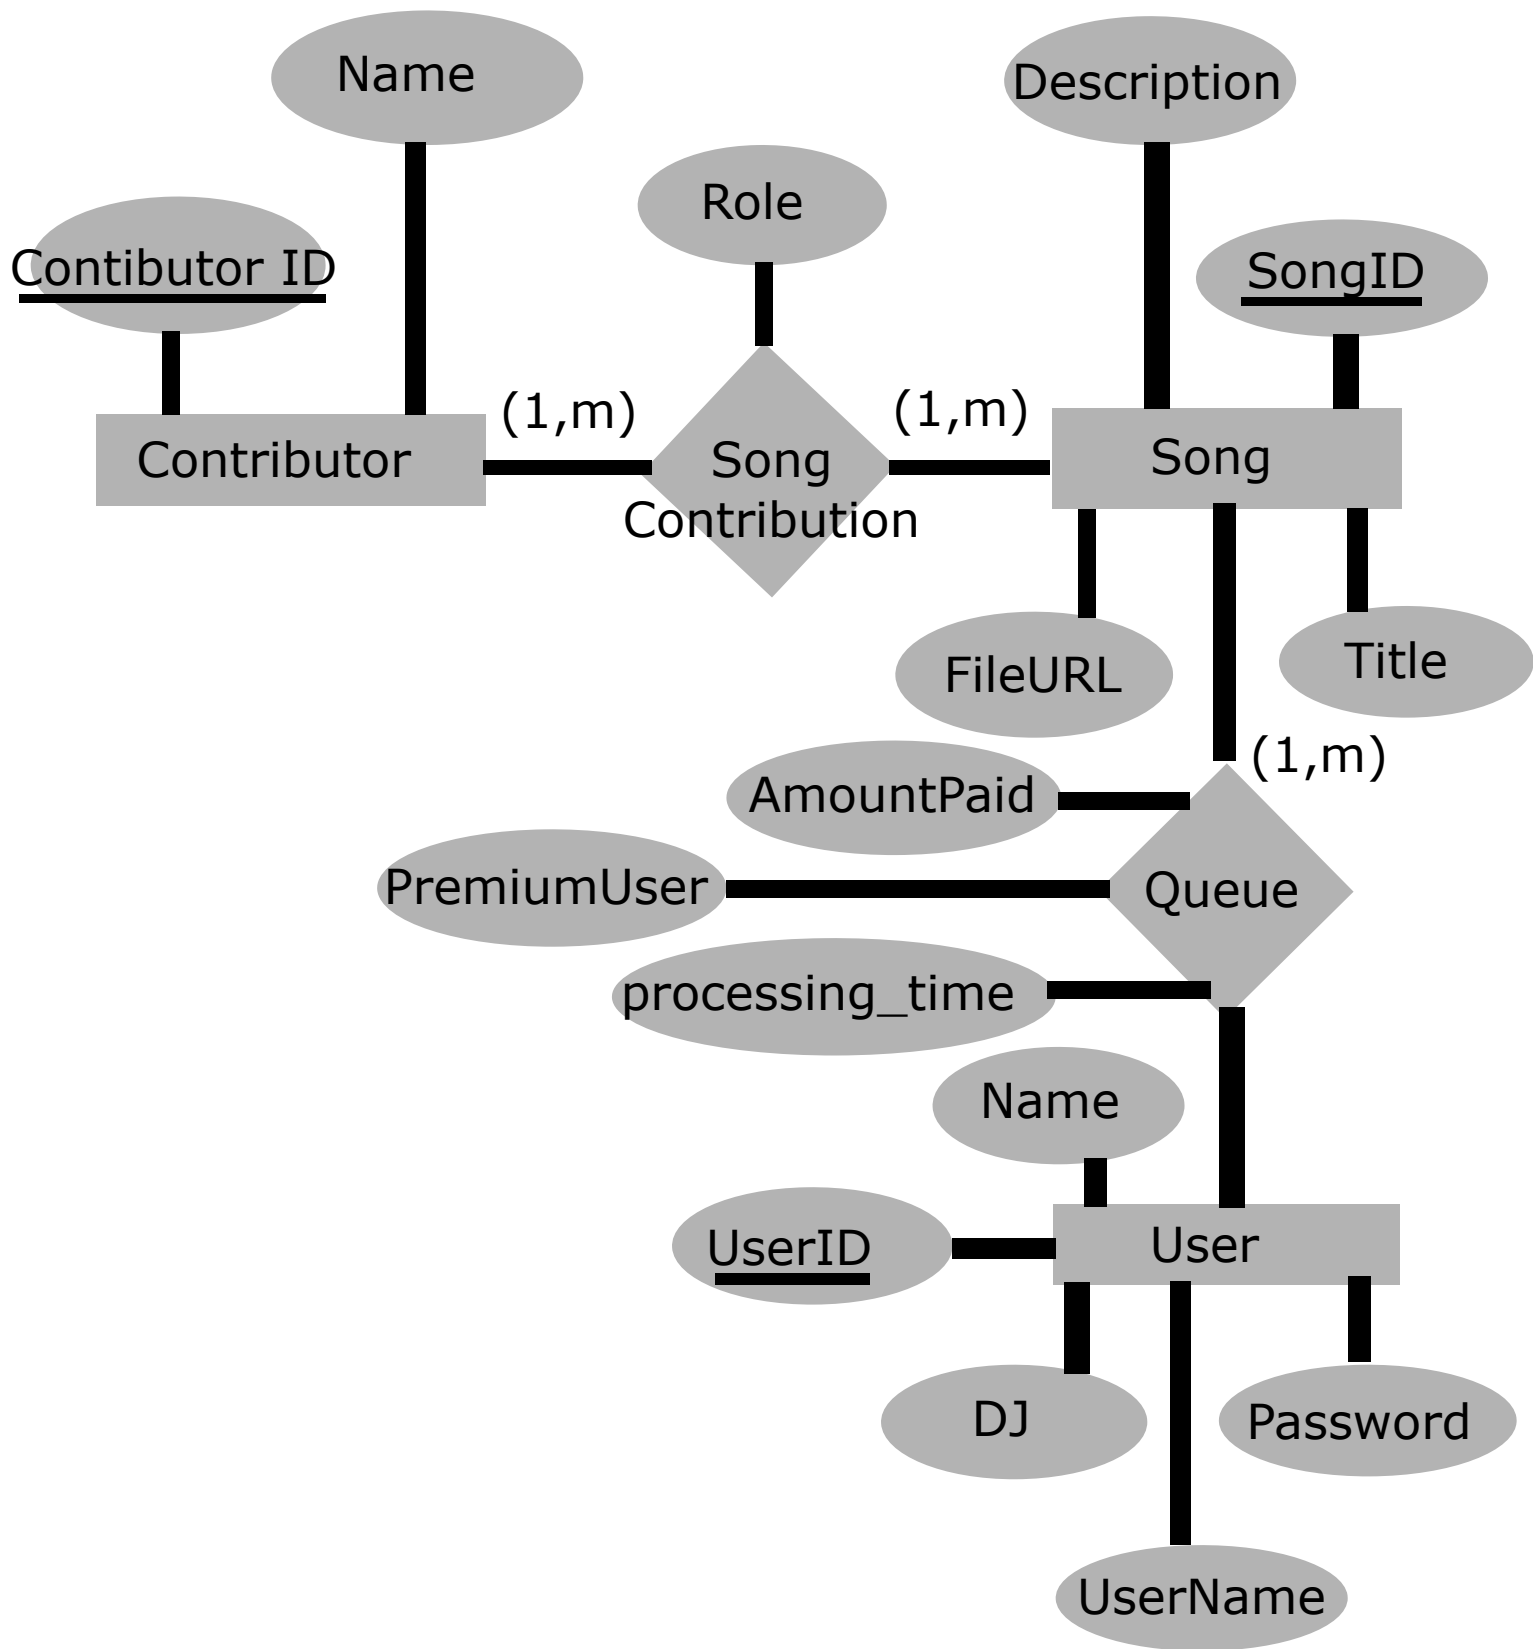 Name
Description
Role
Contibutor ID
SongID
(1,m)
(1,m)
Contributor
Song
Contribution
Song
FileURL
Title
(1,m)
AmountPaid
PremiumUser
Queue
processing_time
Name
UserID
User
DJ
Password
UserName